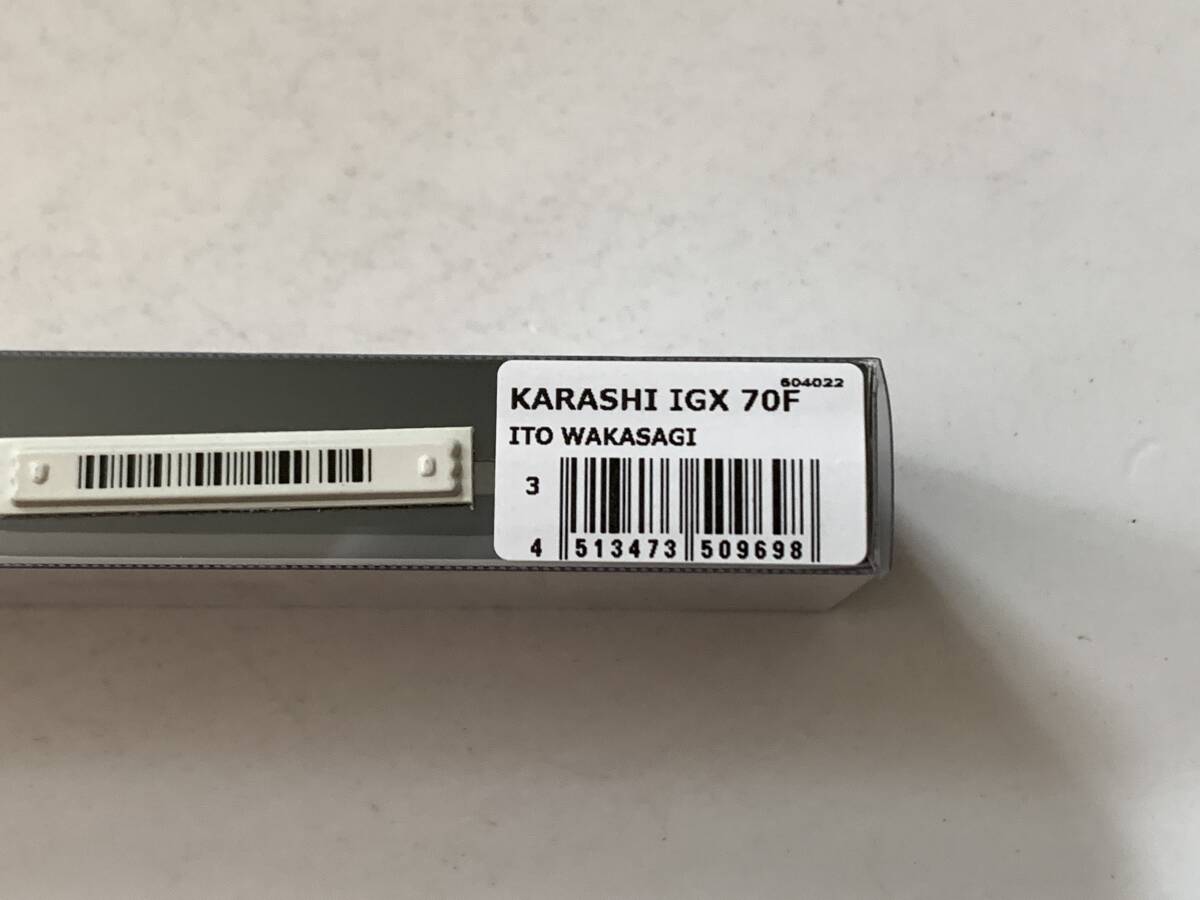 604022
KARASHI IGX 70F
ITO WAKASAGI
3
4 513473 509698